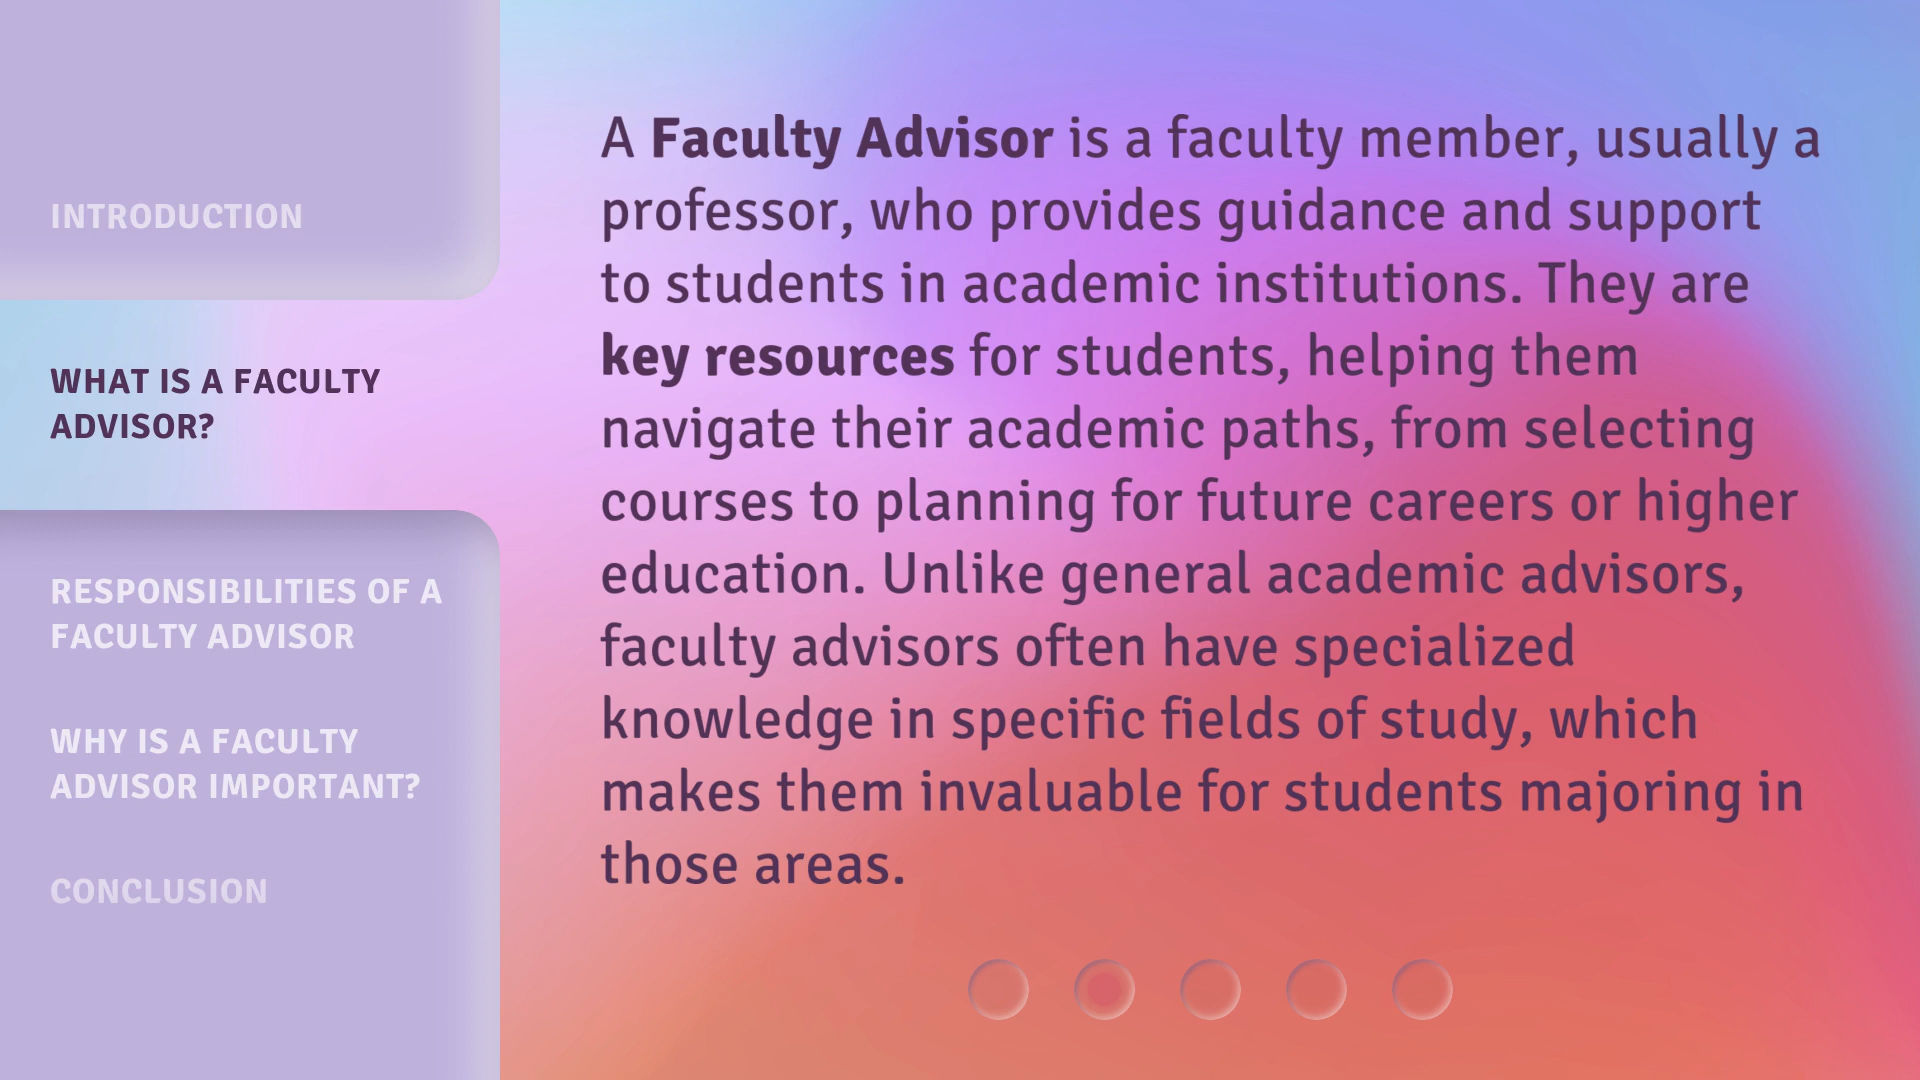 INTRODUCTION
WHAT IS A FACULTY
ADVISOR?
RESPONSIBILITIES OF A
FACULTY ADVISOR
WHY IS A FACULTY
ADVISOR IMPORTANT?
CONCLUSION
A Faculty Advisor is a faculty member, usually a
professor, who provides guidance and support
to students in academic institutions. They are
key resources for students, helping them
navigate their academic paths, from selecting
courses to planning for future careers or higher
education. Unlike general academic advisors,
faculty advisors often have specialized
knowledge in specific fields of study, which
makes them invaluable for students majoring in
those areas.